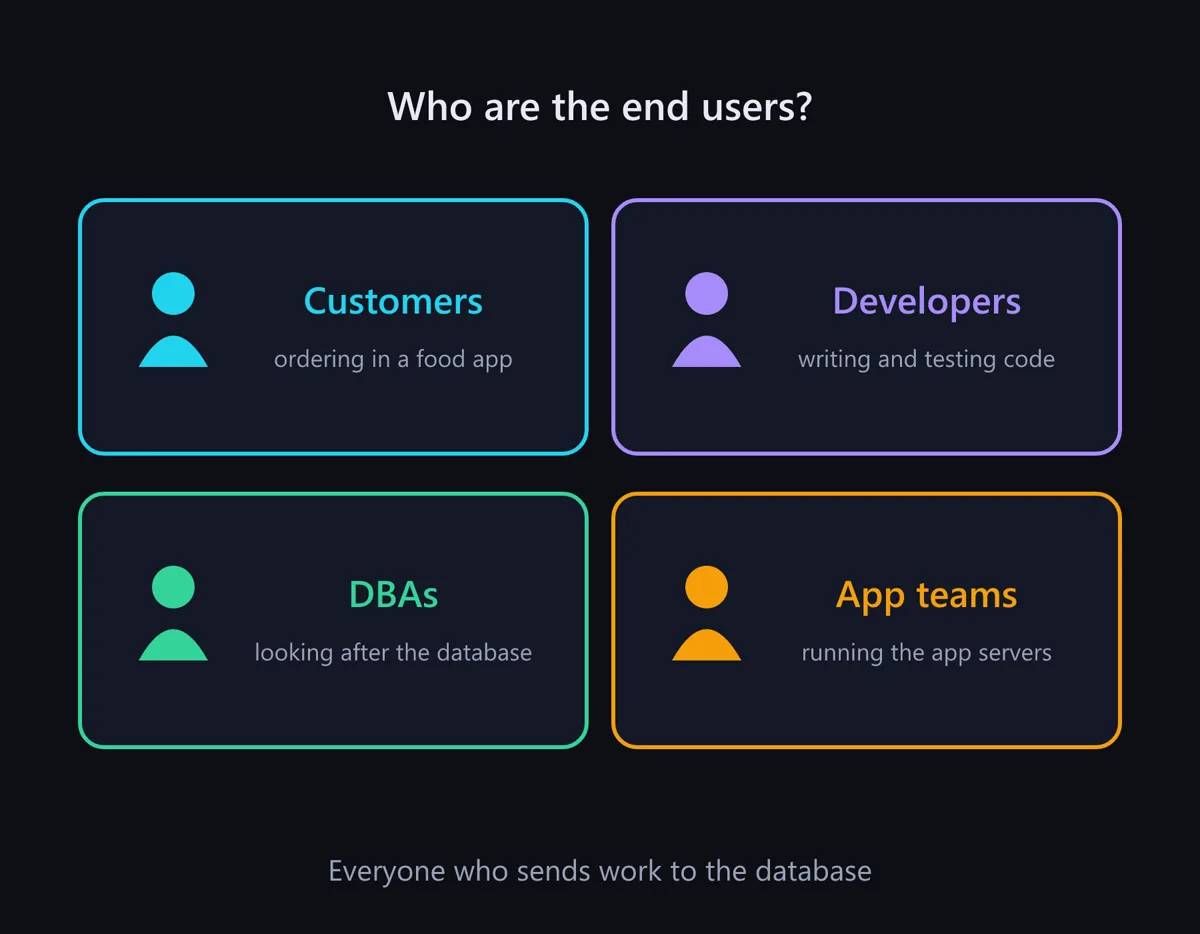 Who are the end users?
Customers
ordering in a food app
Developers
writing and testing code
DBAs
looking after the database
App teams
running the app servers
Everyone who sends work to the database